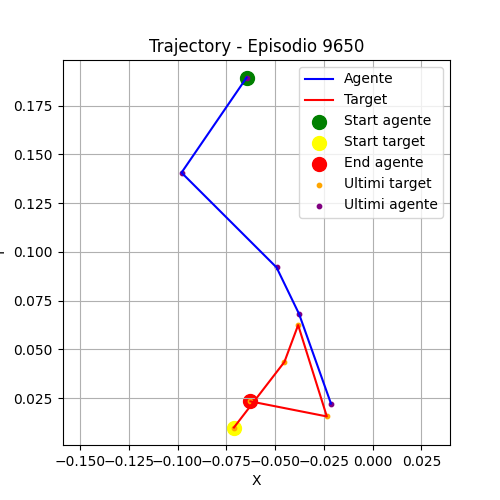 Trajectory - Episodio 9650
Agente
Target
Start agente
Start target
End agente
Ultimi target
Ultimi agente
0.175
0.150
0.125
0.100
0.075
0.050
0.025
−0.150 −0.125 −0.100 −0.075 −0.050 −0.025 0.000 0.025
X